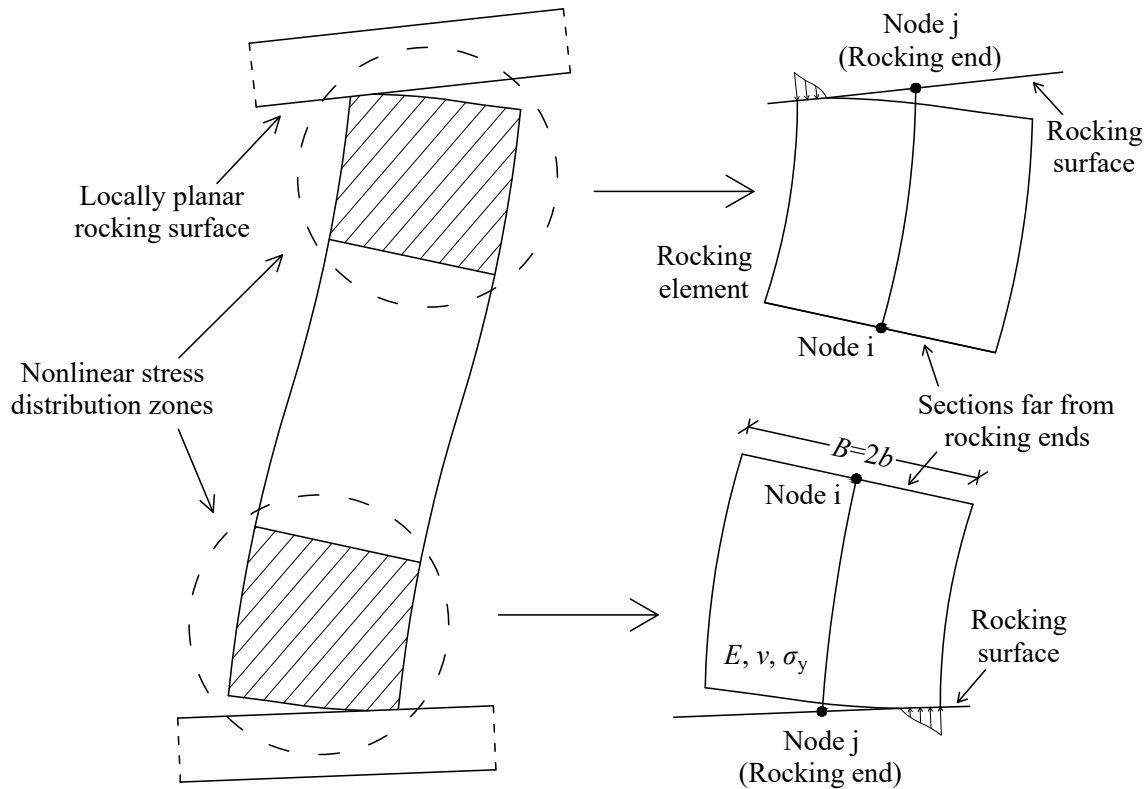 Node j
(Rocking end)
Rocking
surface
Locally planar
rocking surface
Rocking
element
Node i
Nonlinear stress
distribution zones
Sections far from
rocking ends
B=2b
Node i
E, ν, σy
Rocking
surface
Node j
(Rocking end)